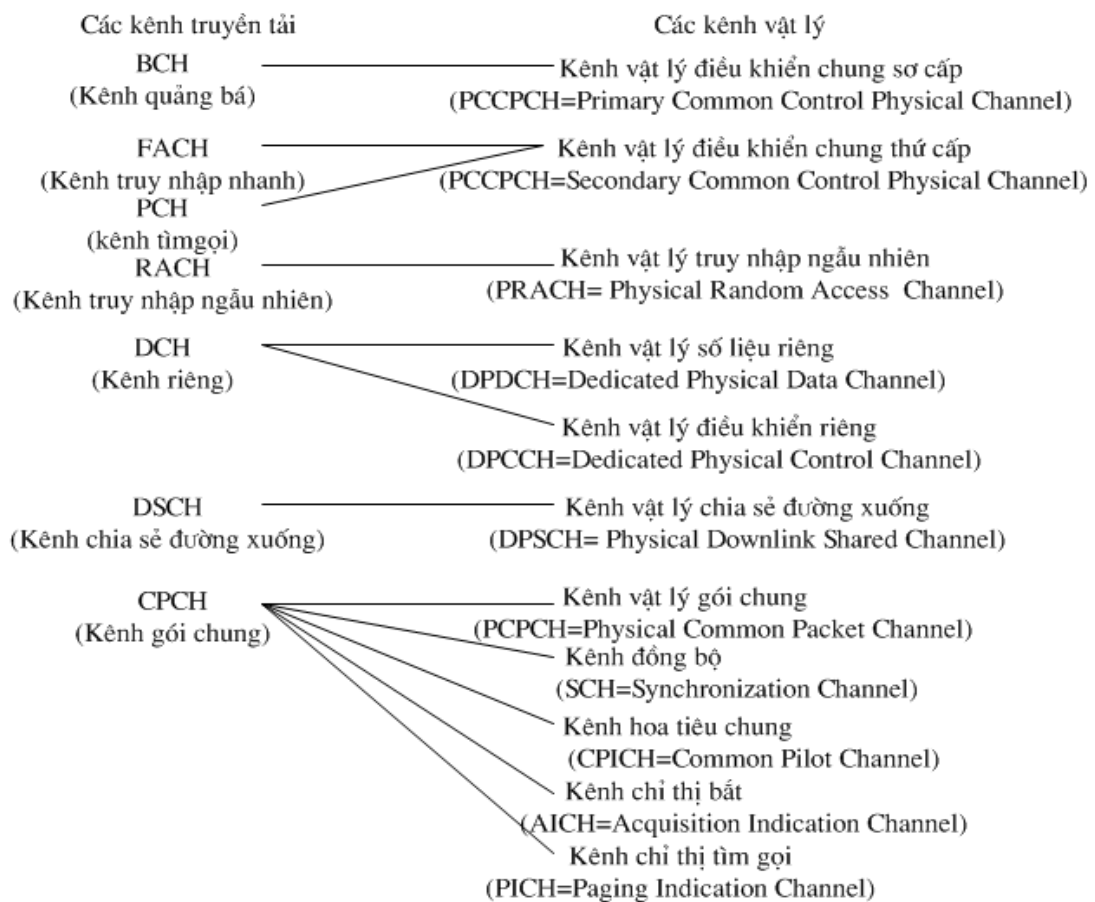 Các kênh truyền tải Các kênh vật lý
BCH Kênh vật lý điều khiển chung sơ cấp
(Kênh quảng bá) (PCCPCH=Primary Common Control Physical Channel)
FACH Kênh vật lý điều khiển chung thứ cấp
(Kênh truy nhập nhanh) (PCCPCH=Secondary Common Control Physical Channel)
PCH
(kênh tìmgọi)
RACH Kênh vật lý truy nhập ngẫu nhiên
(Kênh truy nhập ngẫu nhiên) (PRACH= Physical Random Access Channel)
DCH Kênh vật lý số liệu riêng
(Kênh riêng) (DPDCH=Dedicated Physical Data Channel)
Kênh vật lý điều khiển riêng
(DPCCH=Dedicated Physical Control Channel)
DSCH Kênh vật lý chia sẻ đường xuống
(Kênh chia sẻ đường xuống) (DPSCH= Physical Downlink Shared Channel)
CPCH Kênh vật lý gói chung
(Kênh gói chung) (PCPCH=Physical Common Packet Channel)
Kênh đồng bộ
(SCH=Synchronization Channel)
Kênh hoa tiêu chung
(CPICH=Common Pilot Channel)
Kênh chỉ thị bắt
(AICH=Acquisition Indication Channel)
Kênh chỉ thị tìm gọi
(PICH=Paging Indication Channel)